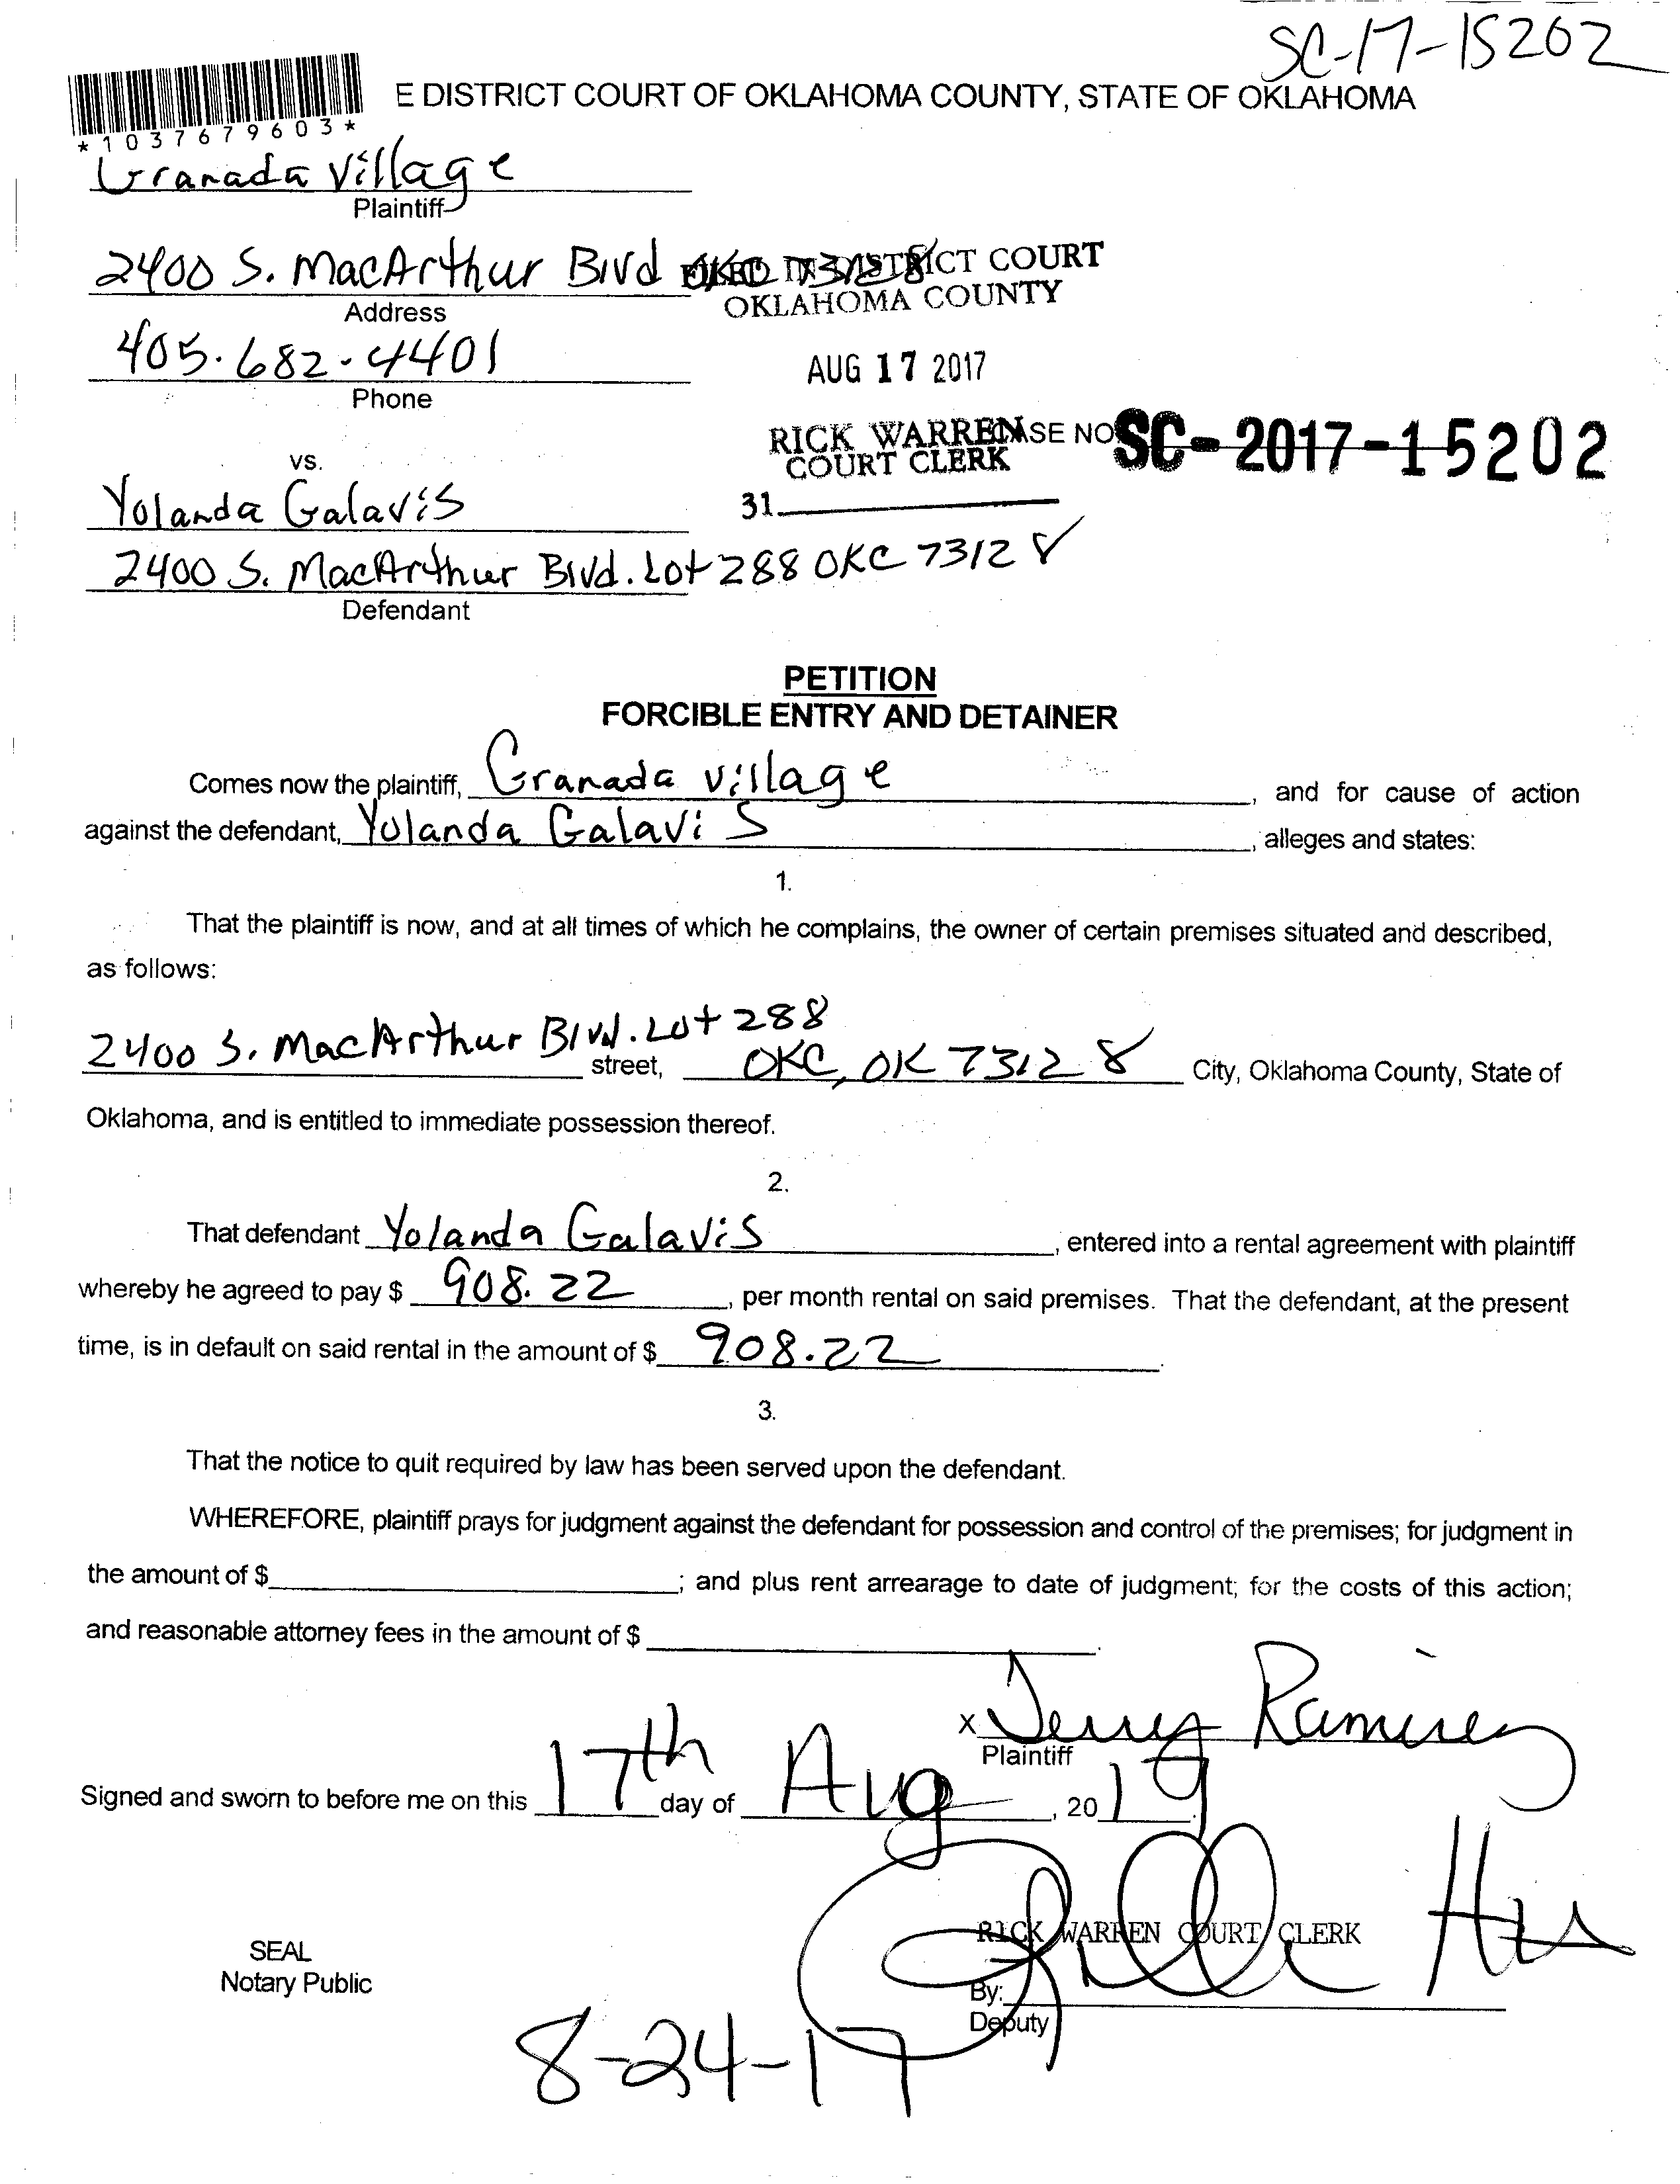 SC-17-15202
E DISTRICT COURT OF OKLAHOMA COUNTY, STATE OF OKLAHOMA
*1037679603*
Granada Village
Plaintiff
2400 S. MacArthur Blvd OKC 73128
FILED IN DISTRICT COURT
OKLAHOMA COUNTY
Address
405.682.4401
Phone
AUG 17 2017
RICK WARREN
COURT CLERK
CASE NO SC-2017-15202
31
vs.
Yolanda Galavis
2400 S. MacArthur Blvd. Lot 288 OKC 73128
Defendant
PETITION
FORCIBLE ENTRY AND DETAINER
Comes now the plaintiff, Granada village, and for cause of action
against the defendant, Yolanda Galavis, alleges and states:
1.
That the plaintiff is now, and at all times of which he complains, the owner of certain premises situated and described,
as follows:
2400 S. MacArthur Blvd. Lot 288 street, OKC, OK 73128 City, Oklahoma County, State of
Oklahoma, and is entitled to immediate possession thereof.
2.
That defendant Yolanda Galavis, entered into a rental agreement with plaintiff
whereby he agreed to pay $ 908.22, per month rental on said premises. That the defendant, at the present
time, is in default on said rental in the amount of $ 908.22.
3.
That the notice to quit required by law has been served upon the defendant.
WHEREFORE, plaintiff prays for judgment against the defendant for possession and control of the premises; for judgment in
the amount of $; and plus rent arrearage to date of judgment; for the costs of this action;
and reasonable attorney fees in the amount of $.
x Jerry Ramirez
Plaintiff
Signed and sworn to before me on this 17th day of Aug, 20
RICK WARREN COURT CLERK
SEAL
Notary Public
By:
Deputy
8-24-17